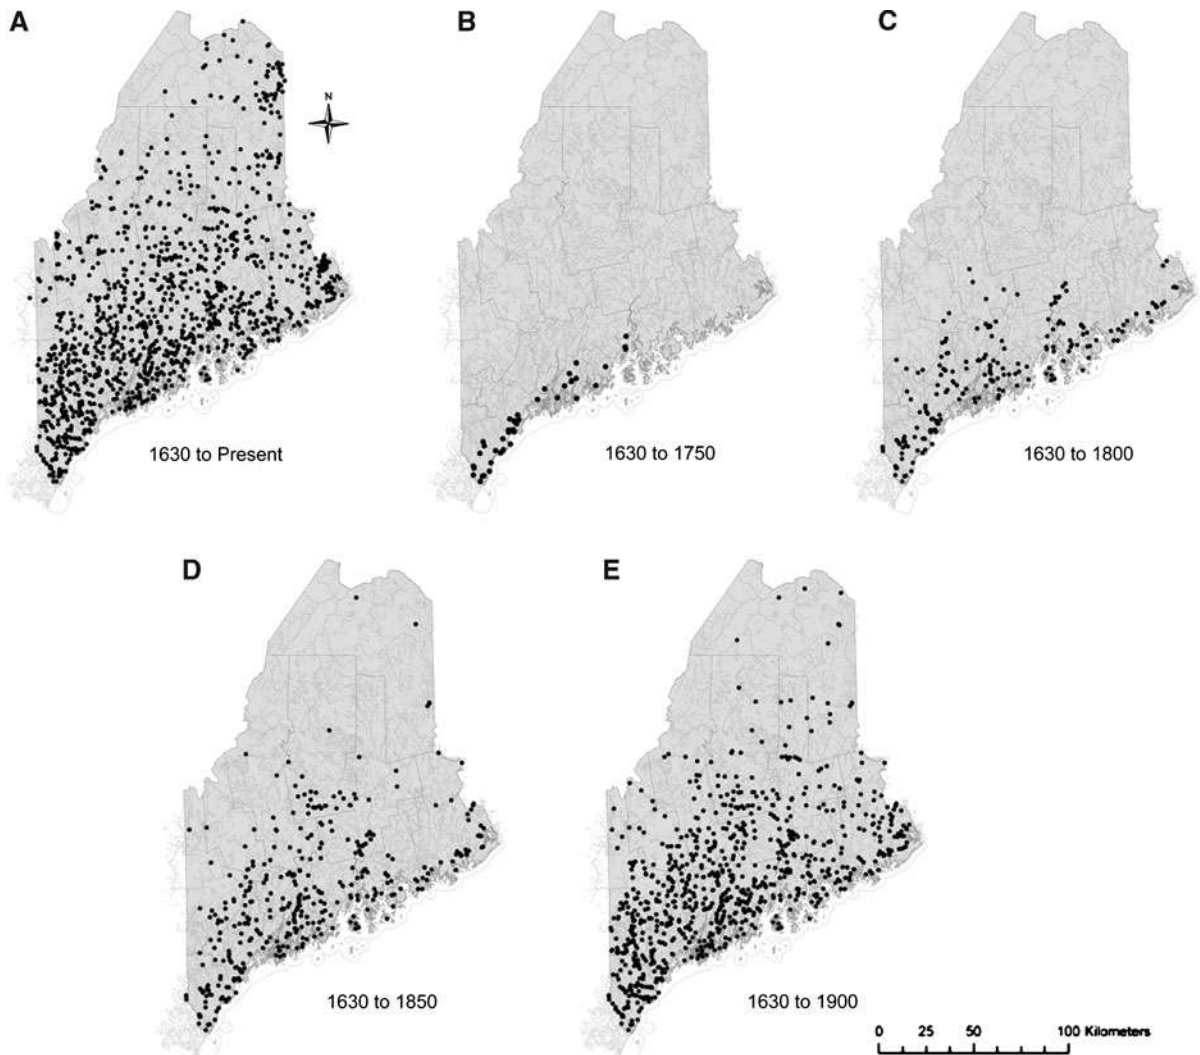 A
B
C
N
1630 to Present
1630 to 1750
1630 to 1800
D
E
1630 to 1850
1630 to 1900
0 25 50 100 Kilometers